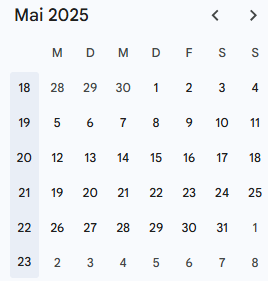 Mai 2025
M D M D F S S
18 28 29 30 1 2 3 4
19 5 6 7 8 9 10 11
20 12 13 14 15 16 17 18
21 19 20 21 22 23 24 25
22 26 27 28 29 30 31 1
23 2 3 4 5 6 7 8